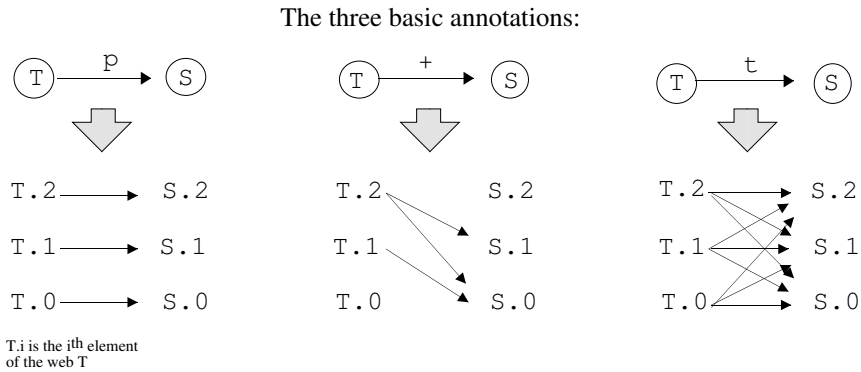 The three basic annotations:
p + t
T S T S T S
T.2 S.2 T.2 S.2 T.2 S.2
T.1 S.1 T.1 S.1 T.1 S.1
T.0 S.0 T.0 S.0 T.0 S.0
T.i is the ith element
of the web T